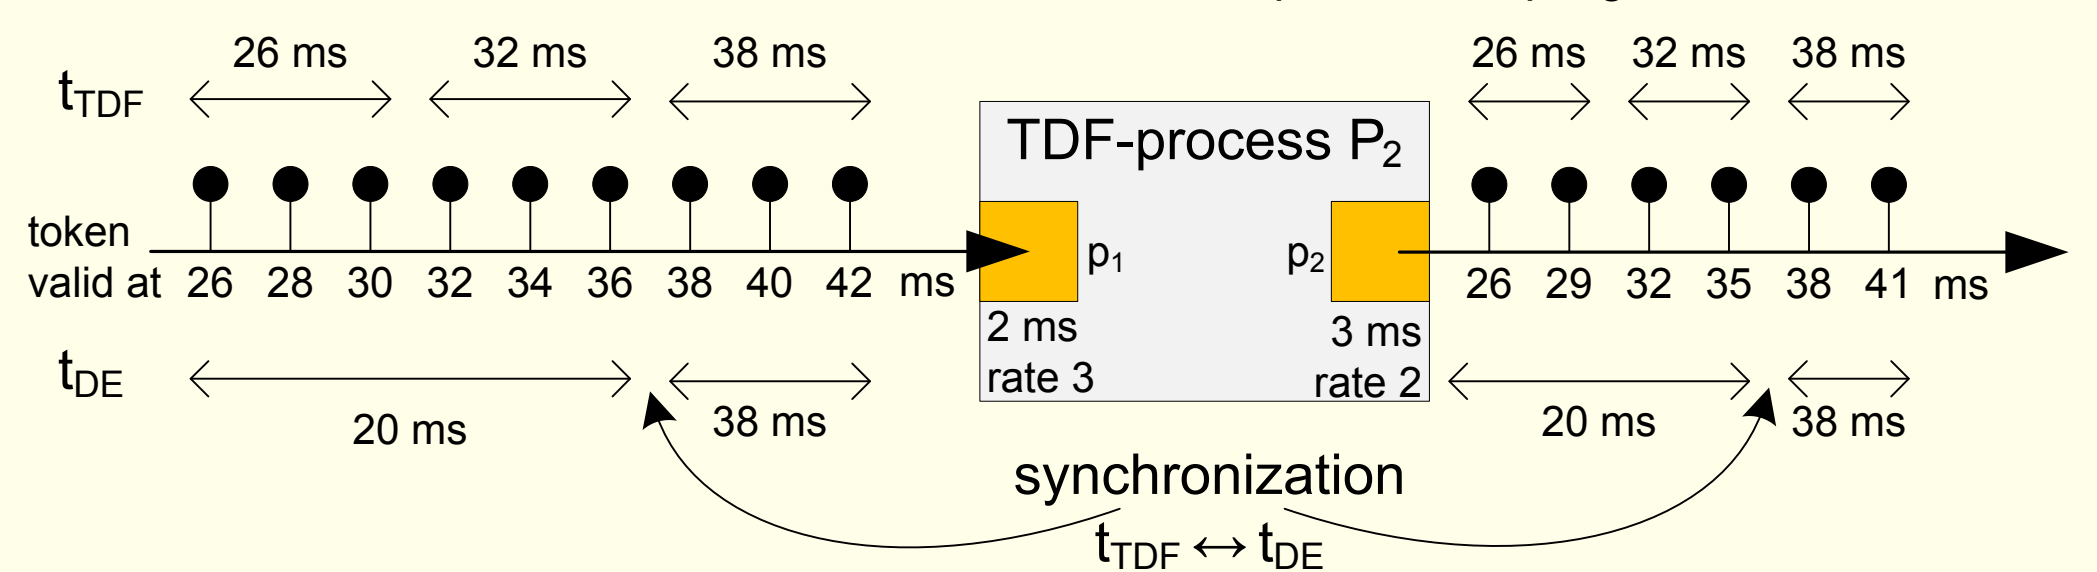 26 ms 32 ms 38 ms 26 ms 32 ms 38 ms
tTDF
TDF-process P2
token
valid at 26 28 30 32 34 36 38 40 42 ms
p1
p2
26 29 32 35 38 41 ms
2 ms
rate 3
3 ms
rate 2
tDE
20 ms 38 ms
20 ms 38 ms
synchronization
tTDF ↔ tDE